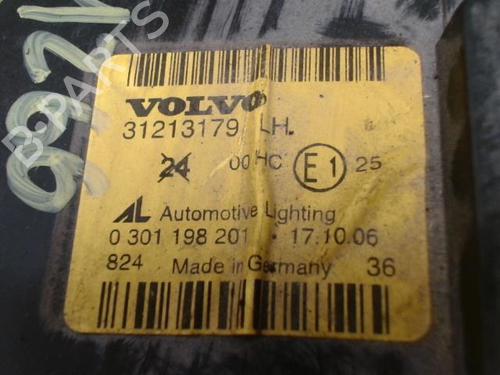 VOLVO
31213179 LH.
24 00 HC E1 25
AL Automotive Lighting
0 301 198 201 • 17.10.06
824 Made in Germany 36
B-PARTS